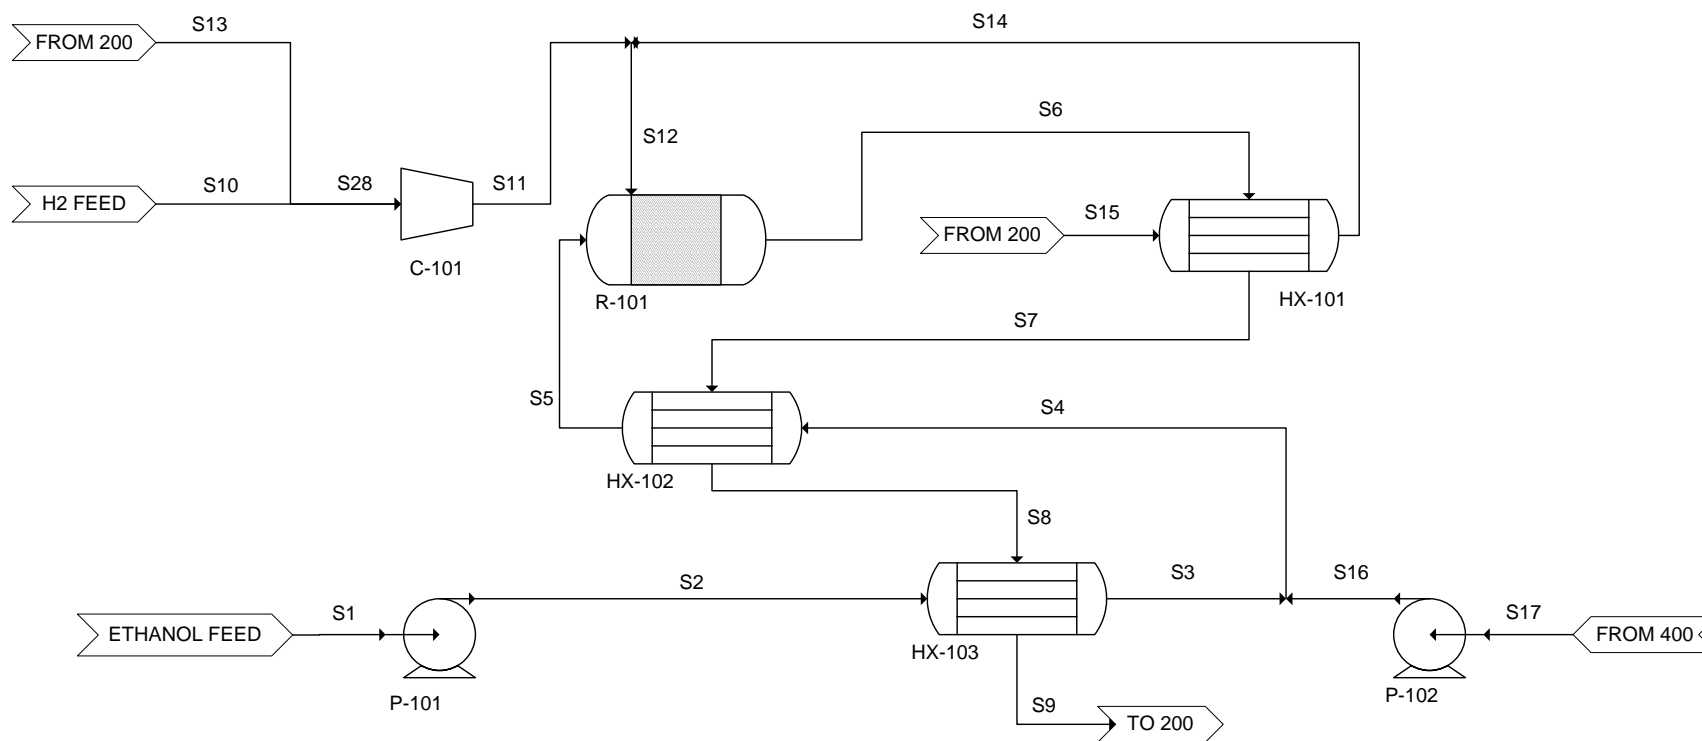 S13
S14
FROM 200
S6
S12
S10
S28
S11
H2 FEED
S15
FROM 200
C-101
R-101
HX-101
S7
S5
S4
HX-102
S8
S2
S3
S16
S1
S17
ETHANOL FEED
FROM 400
HX-103
P-101
P-102
S9
TO 200